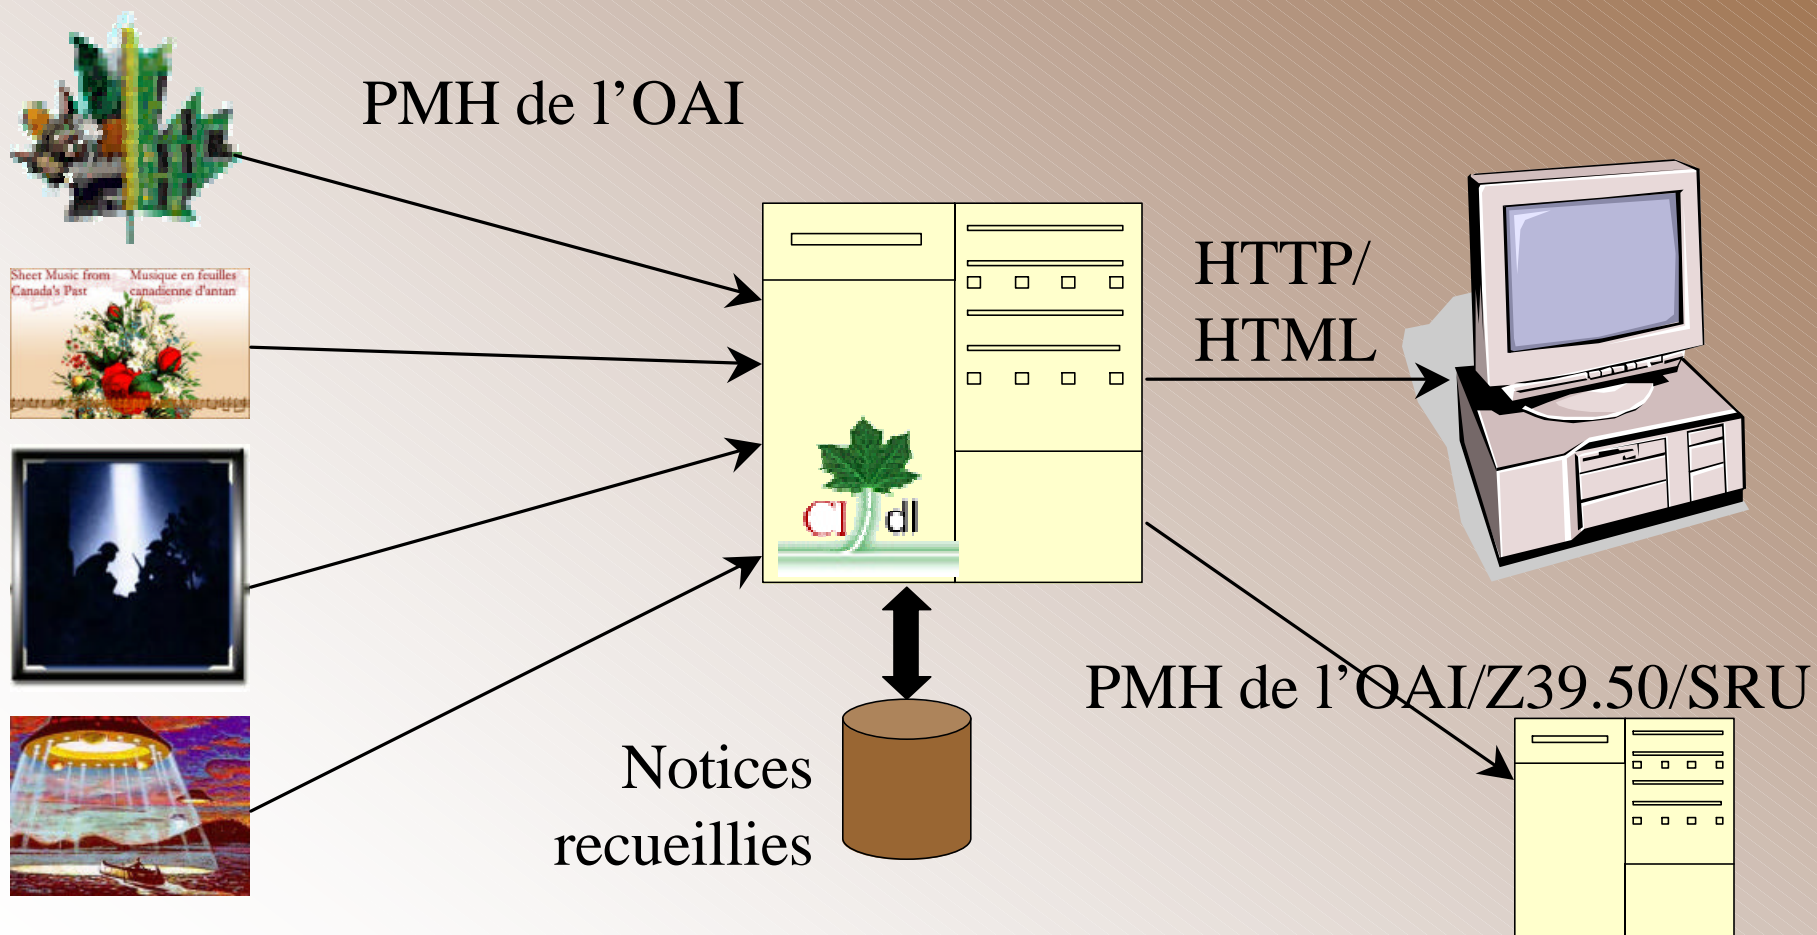 PMH de l’OAI
Sheet Music from Canada's Past
Musique en feuilles canadienne d'antan
HTTP/
HTML
CI dl
PMH de l’OAI/Z39.50/SRU
Notices
recueillies